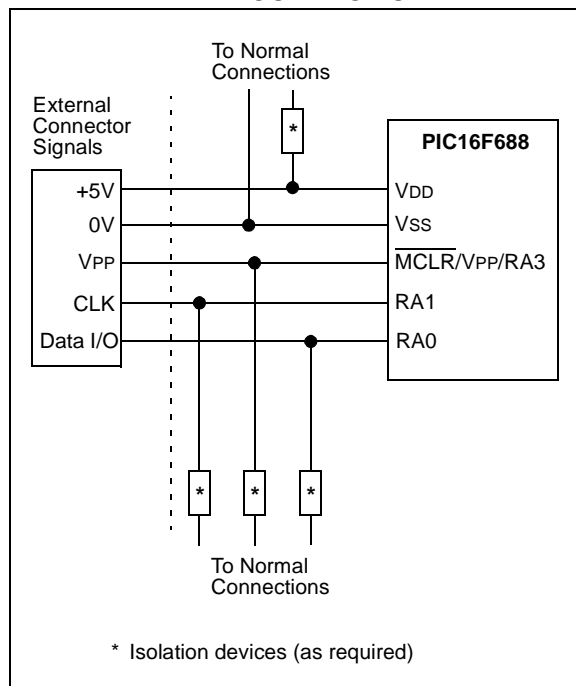 To Normal
Connections
External
Connector
Signals
*
PIC16F688
+5V
VDD
0V
VSS
VPP
MCLR/VPP/RA3
CLK
RA1
Data I/O
RA0
* * *
To Normal
Connections
* Isolation devices (as required)